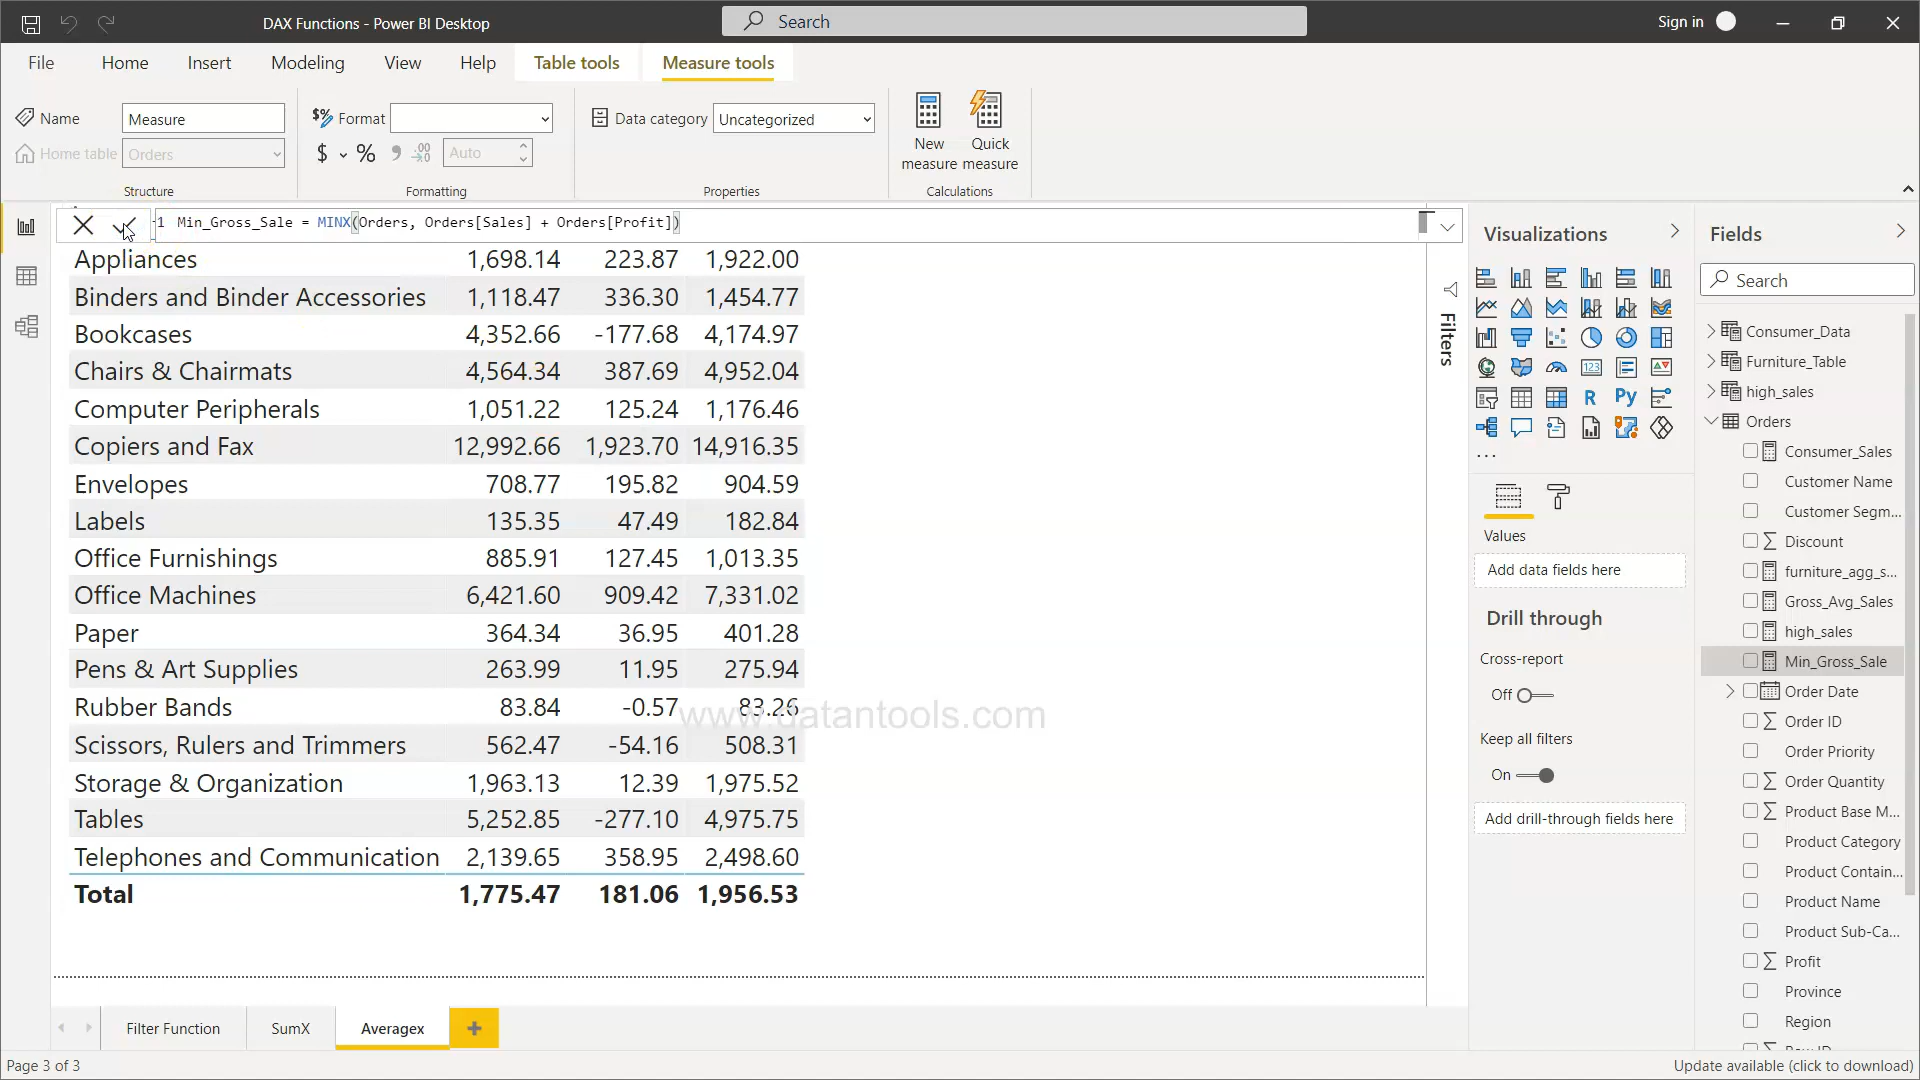 DAX Functions - Power BI Desktop
Search
Sign in
File Home Insert Modeling View Help Table tools Measure tools
Name Measure
Format
Data category Uncategorized
Home table Orders
$ % Auto
New measure
Quick measure
Structure Formatting Properties Calculations
1 Min_Gross_Sale = MINX(Orders, Orders[Sales] + Orders[Profit])
Appliances 1,698.14 223.87 1,922.00
Binders and Binder Accessories 1,118.47 336.30 1,454.77
Bookcases 4,352.66 -177.68 4,174.97
Chairs & Chairmats 4,564.34 387.69 4,952.04
Computer Peripherals 1,051.22 125.24 1,176.46
Copiers and Fax 12,992.66 1,923.70 14,916.35
Envelopes 708.77 195.82 904.59
Labels 135.35 47.49 182.84
Office Furnishings 885.91 127.45 1,013.35
Office Machines 6,421.60 909.42 7,331.02
Paper 364.34 36.95 401.28
Pens & Art Supplies 263.99 11.95 275.94
Rubber Bands 83.84 -0.57 83.26
www.datantools.com
Scissors, Rulers and Trimmers 562.47 -54.16 508.31
Storage & Organization 1,963.13 12.39 1,975.52
Tables 5,252.85 -277.10 4,975.75
Telephones and Communication 2,139.65 358.95 2,498.60
Total 1,775.47 181.06 1,956.53
Filters
Visualizations
123
R
Py
...
Values
Add data fields here
Drill through
Cross-report
Off
Keep all filters
On
Add drill-through fields here
Fields
Search
Consumer_Data
Furniture_Table
high_sales
Orders
Consumer_Sales
Customer Name
Customer Segm...
Discount
furniture_agg_s...
Gross_Avg_Sales
high_sales
Min_Gross_Sale
Order Date
Order ID
Order Priority
Order Quantity
Product Base M...
Product Category
Product Contain...
Product Name
Product Sub-Ca...
Profit
Province
Region
Filter Function SumX Averagex
Page 3 of 3
Update available (click to download)